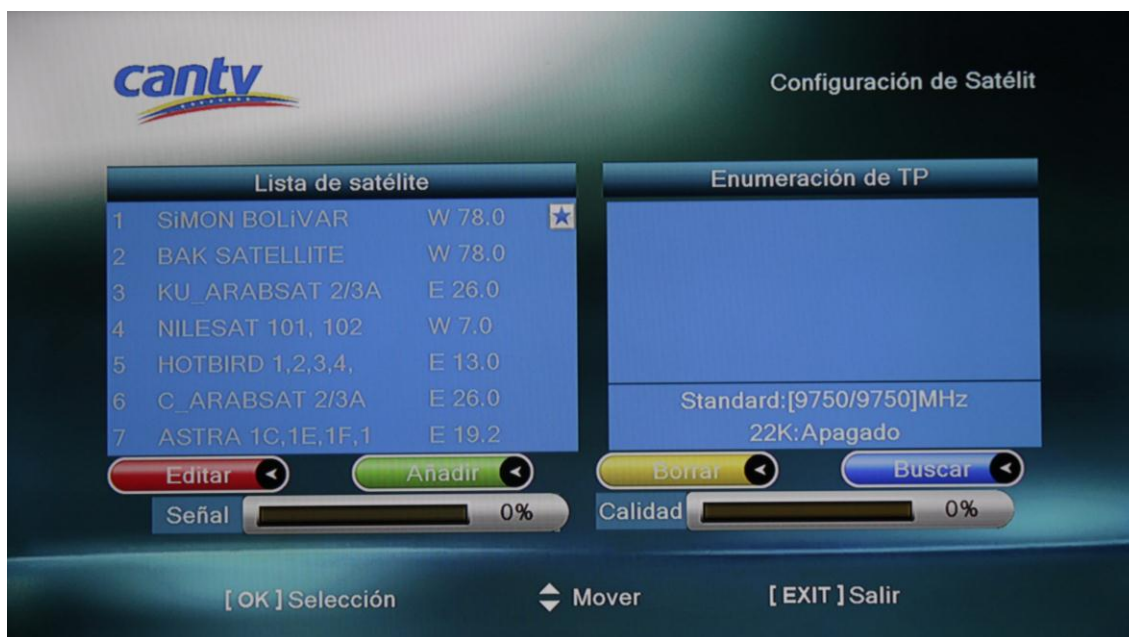 cantv
Configuración de Satélit
Lista de satélite
1 SiMON BOLiVAR W 78.0
2 BAK SATELLITE W 78.0
3 KU_ARABSAT 2/3A E 26.0
4 NILESAT 101, 102 W 7.0
5 HOTBIRD 1,2,3,4, E 13.0
6 C_ARABSAT 2/3A E 26.0
7 ASTRA 1C,1E,1F,1 E 19.2
Enumeración de TP
Standard:[9750/9750]MHz
22K:Apagado
Editar Añadir Borrar Buscar
Señal 0% Calidad 0%
[ OK ] Selección Mover [ EXIT ] Salir